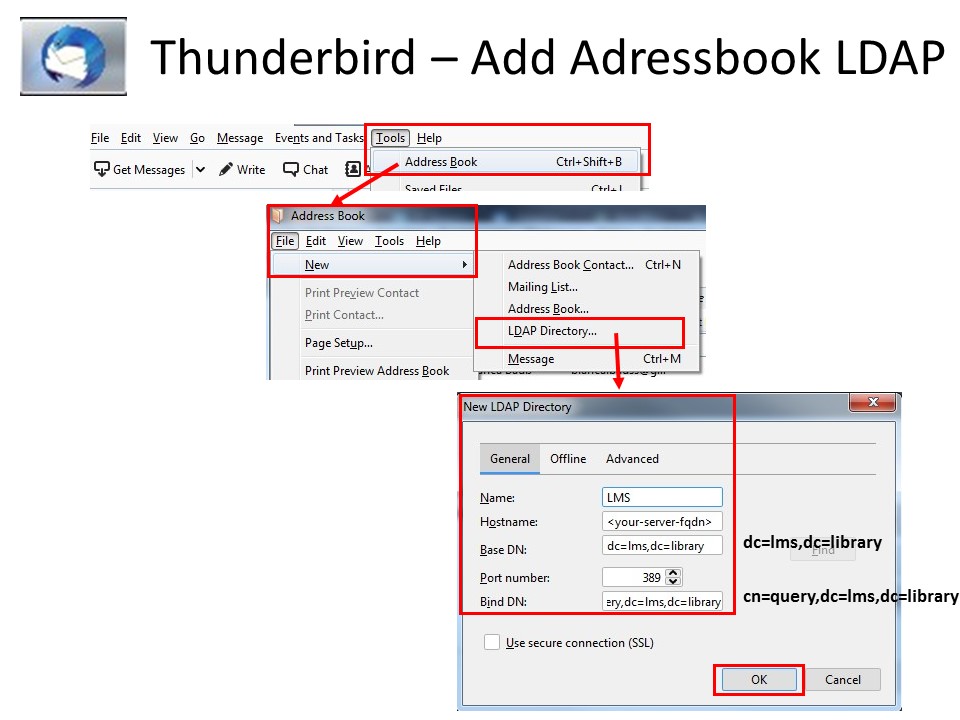 Thunderbird – Add Adressbook LDAP
File Edit View Go Message Events and Tasks Tools Help
Get Messages Write Chat
Address Book Ctrl+Shift+B
Saved Files Ctrl+J
Address Book
File Edit View Tools Help
New
Print Preview Contact
Print Contact...
Page Setup...
Print Preview Address Book
Address Book Contact... Ctrl+N
Mailing List...
Address Book...
LDAP Directory...
Message Ctrl+M
New LDAP Directory
General Offline Advanced
Name: LMS
Hostname: <your-server-fqdn>
Base DN: dc=lms,dc=library
dc=lms,dc=library
Find
Port number: 389
Bind DN: ery,dc=lms,dc=library
cn=query,dc=lms,dc=library
Use secure connection (SSL)
OK Cancel